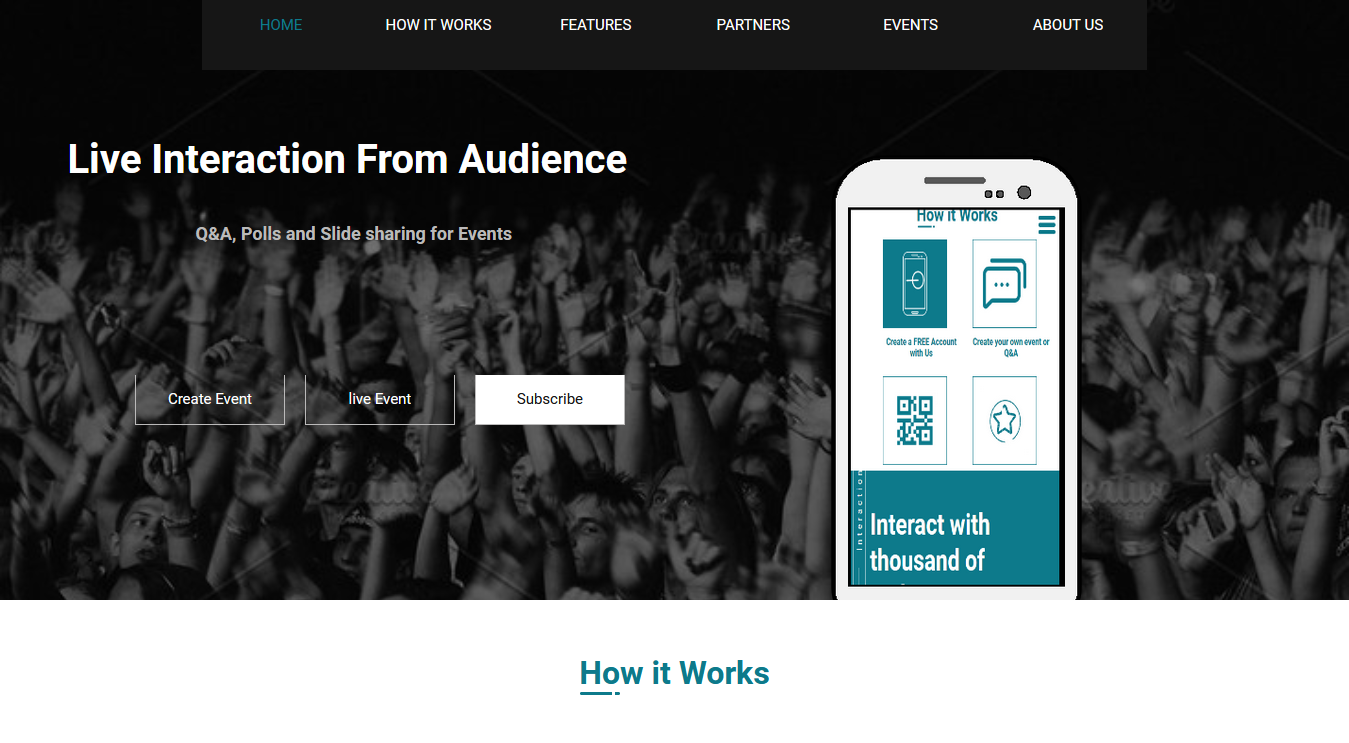 HOME HOW IT WORKS FEATURES PARTNERS EVENTS ABOUT US
Live Interaction From Audience
Q&A, Polls and Slide sharing for Events
Create Event live Event Subscribe
How it Works
Create a FREE Account
with Us
Create your own event or
Q&A
Interaction
Interact with
thousand of
How it Works